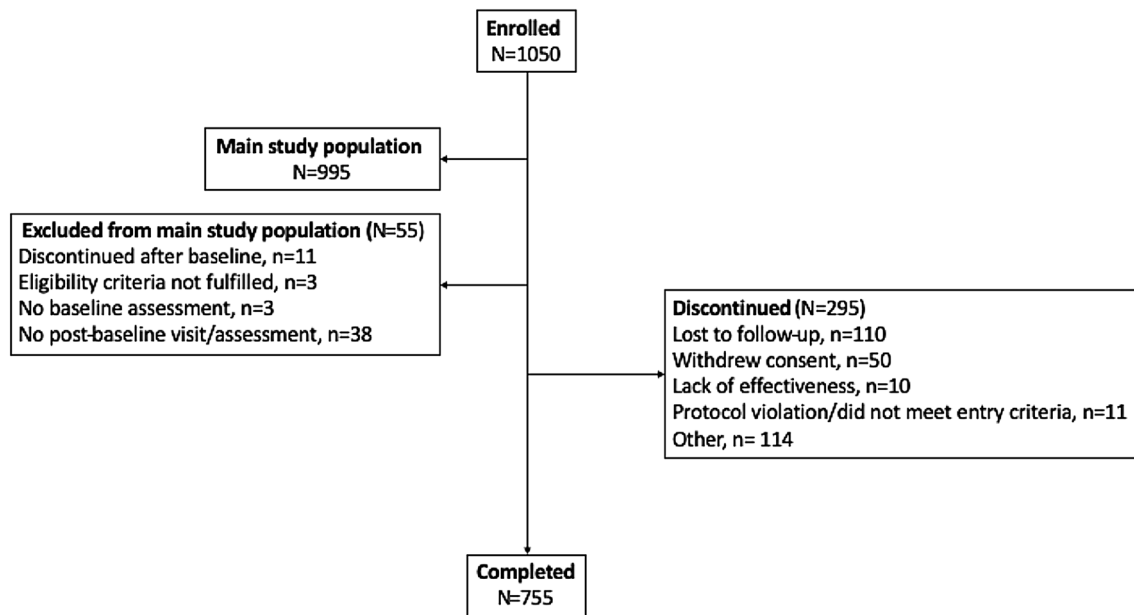 Enrolled
N=1050
Main study population
N=995
Excluded from main study population (N=55)
Discontinued after baseline, n=11
Eligibility criteria not fulfilled, n=3
No baseline assessment, n=3
No post-baseline visit/assessment, n=38
Discontinued (N=295)
Lost to follow-up, n=110
Withdrew consent, n=50
Lack of effectiveness, n=10
Protocol violation/did not meet entry criteria, n=11
Other, n= 114
Completed
N=755